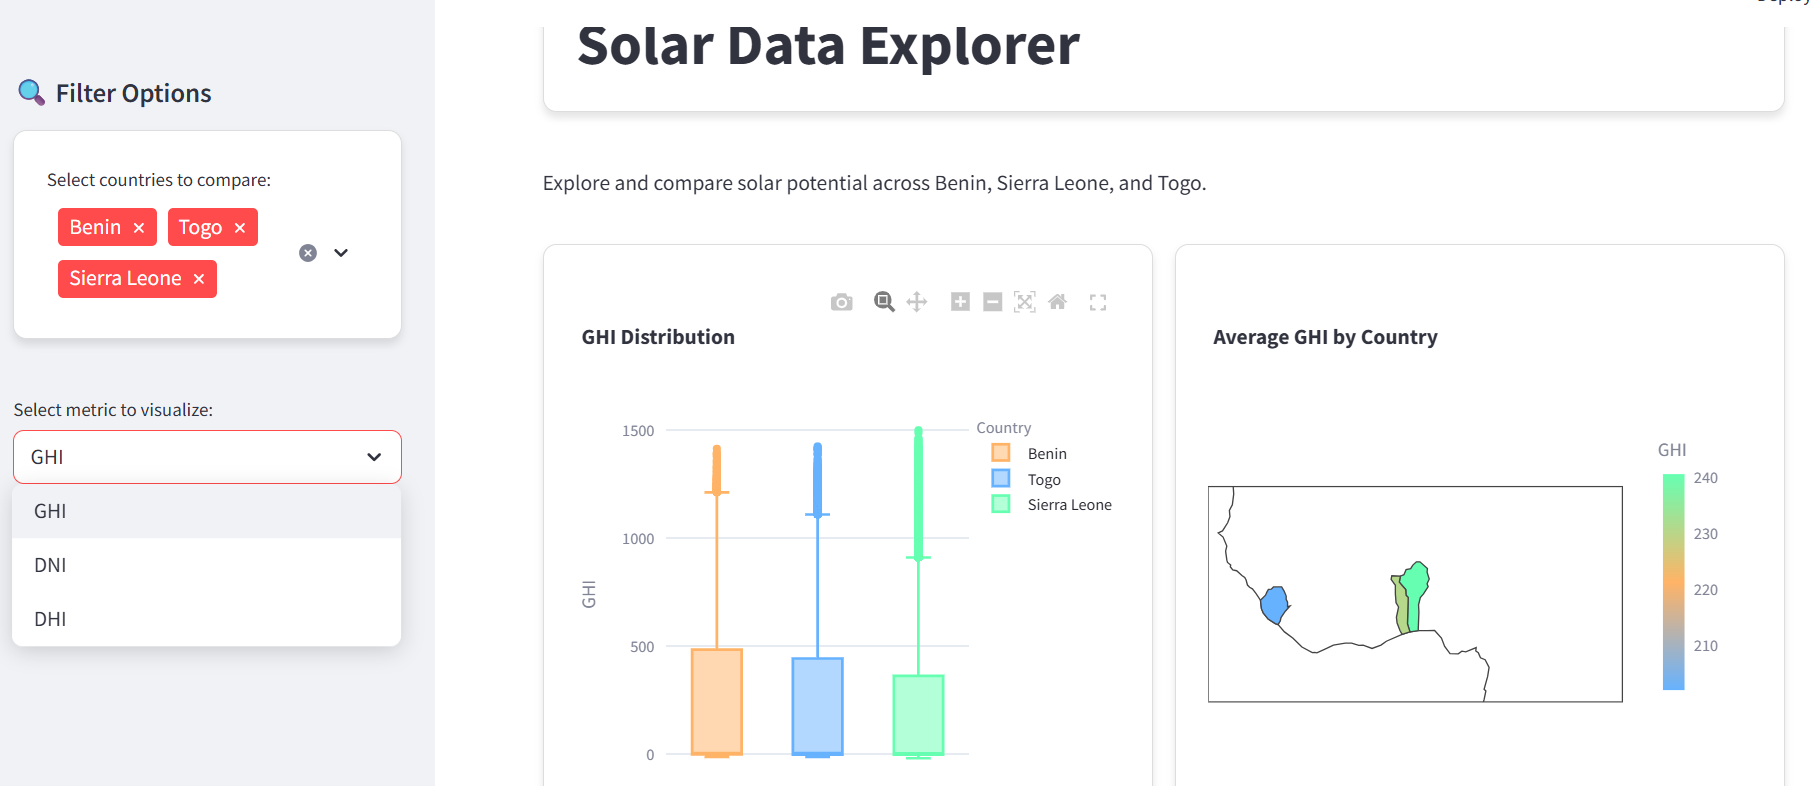 Solar Data Explorer
Filter Options
Select countries to compare:
Benin
Togo
Sierra Leone
Select metric to visualize:
GHI
GHI
DNI
DHI
Explore and compare solar potential across Benin, Sierra Leone, and Togo.
GHI Distribution
1500
1000
500
0
GHI
Country
Benin
Togo
Sierra Leone
Average GHI by Country
GHI
240
230
220
210